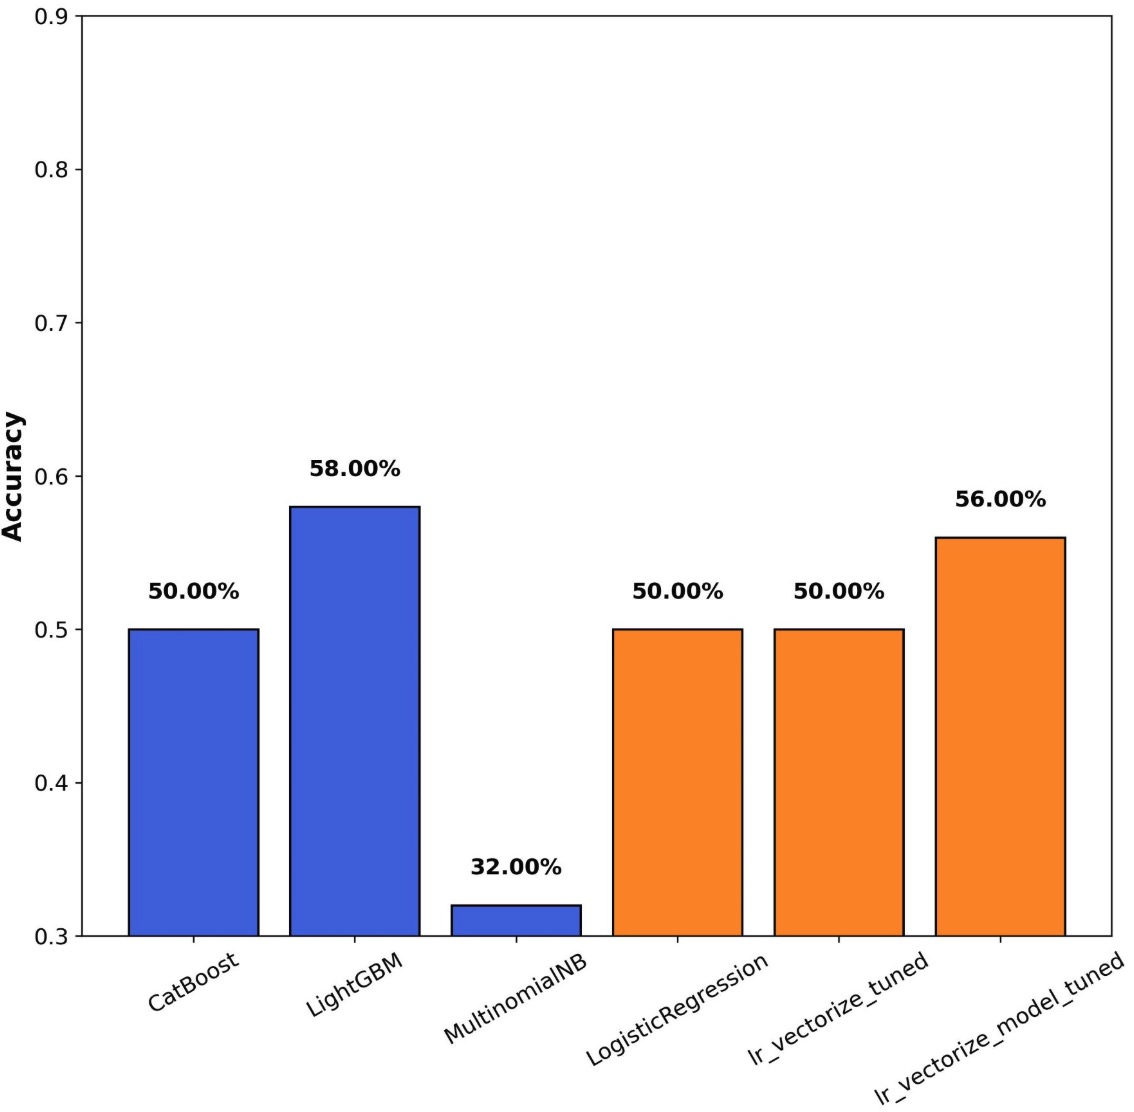 0.9
0.8
0.7
0.6
0.5
0.4
0.3
Accuracy
50.00%
58.00%
32.00%
50.00%
50.00%
56.00%
CatBoost
LightGBM
MultinomialNB
LogisticRegression
lr_vectorize_tuned
lr_vectorize_model_tuned